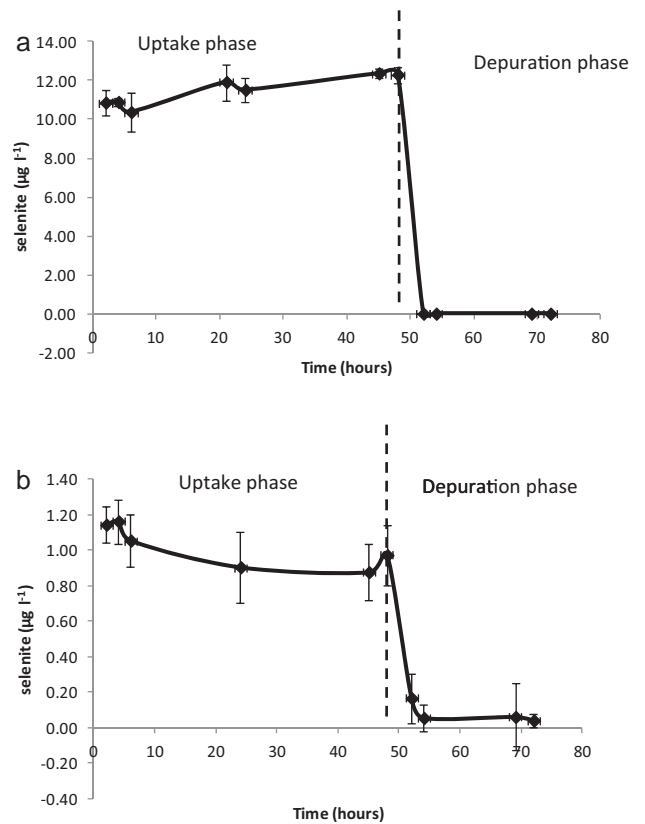 a
Uptake phase
Depuration phase
selenite (µg l-1)
14.00
12.00
10.00
8.00
6.00
4.00
2.00
0.00
-2.00
0 10 20 30 40 50 60 70 80
Time (hours)
b
Uptake phase
Depuration phase
selenite (µg l-1)
1.40
1.20
1.00
0.80
0.60
0.40
0.20
0.00
-0.20
-0.40
0 10 20 30 40 50 60 70 80
Time (hours)